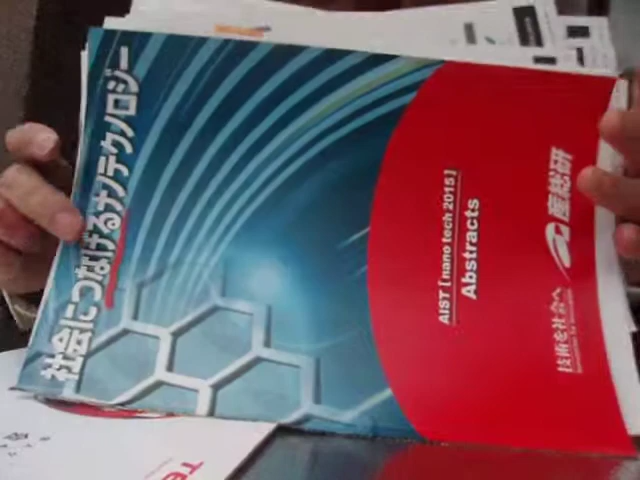 社会につなげるナノテクノロジー
AIST [nano tech 2015]
Abstracts
産総研
技術を社会へ
TE